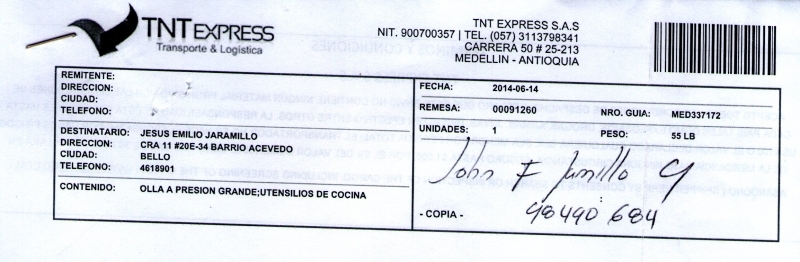 TNT EXPRESS
Transporte & Logística
TNT EXPRESS S.A.S
NIT. 900700357 | TEL. (057) 3113798341
CARRERA 50 # 25-213
MEDELLIN - ANTIOQUIA
REMITENTE:
DIRECCION:
CIUDAD:
TELEFONO:
DESTINATARIO: JESUS EMILIO JARAMILLO
DIRECCION: CRA 11 #20E-34 BARRIO ACEVEDO
CIUDAD: BELLO
TELEFONO: 4618901
CONTENIDO: OLLA A PRESION GRANDE;UTENSILIOS DE COCINA
FECHA: 2014-06-14
REMESA: 00091260 NRO. GUIA: MED337172
UNIDADES: 1 PESO: 55 LB
John F Jaramillo G
- COPIA - 98490684